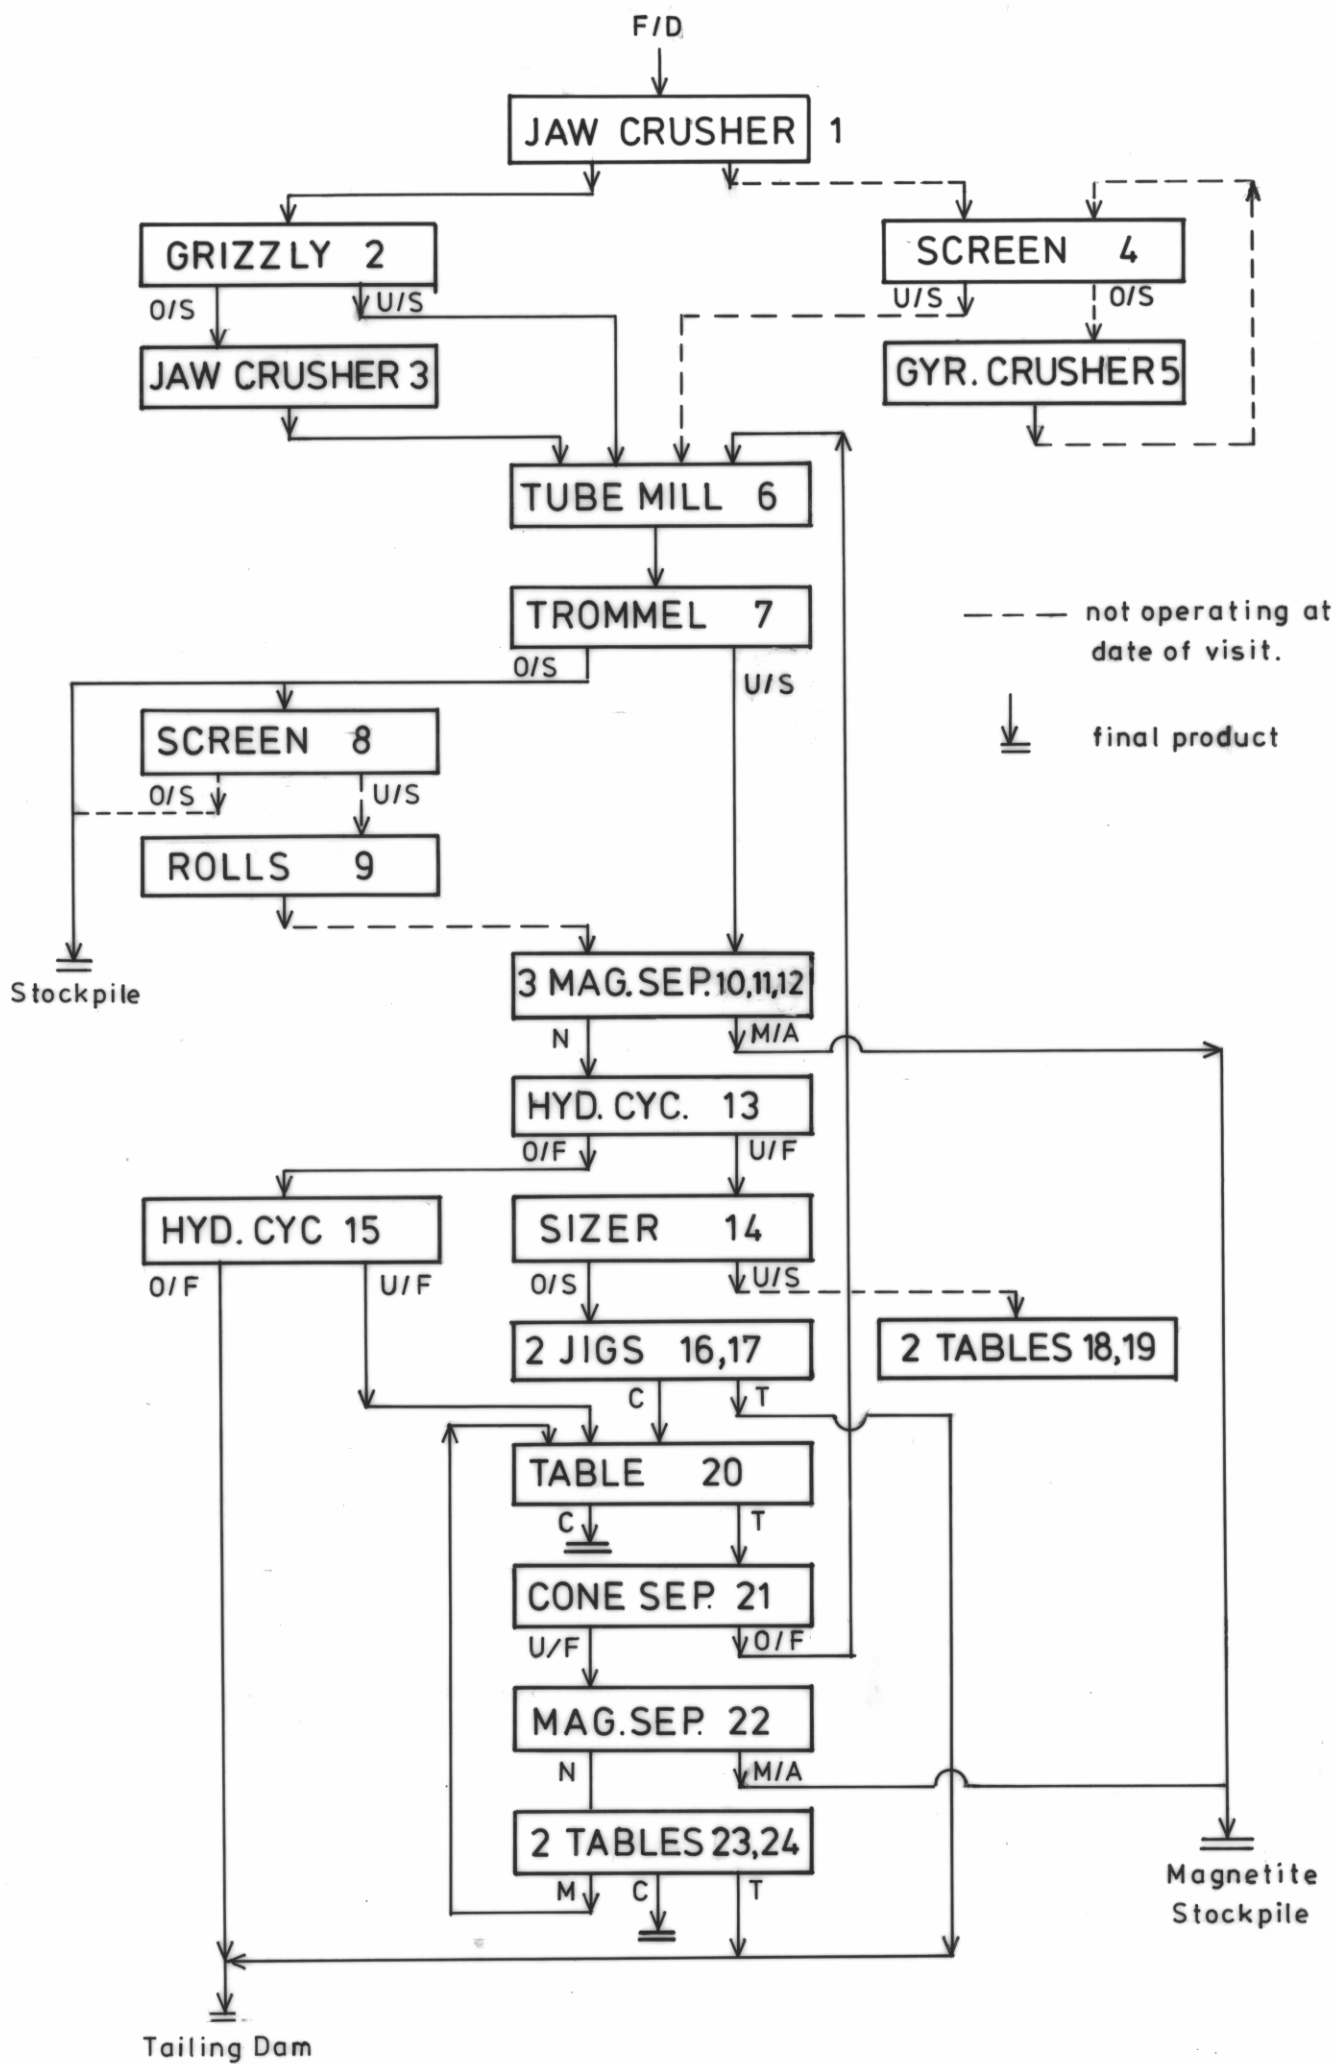 F/D
JAW CRUSHER 1
GRIZZLY 2
SCREEN 4
O/S
U/S
U/S
O/S
JAW CRUSHER 3
GYR. CRUSHER 5
TUBE MILL 6
TROMMEL 7
not operating at
date of visit.
O/S
U/S
SCREEN 8
final product
O/S
U/S
ROLLS 9
Stockpile
3 MAG. SEP. 10,11,12
N
M/A
HYD. CYC. 13
O/F
U/F
HYD. CYC 15
SIZER 14
O/F
U/F
O/S
U/S
2 JIGS 16,17
2 TABLES 18,19
C
T
TABLE 20
C
T
CONE SEP. 21
U/F
O/F
MAG. SEP. 22
N
M/A
2 TABLES 23,24
M
C
T
Magnetite
Stockpile
Tailing Dam